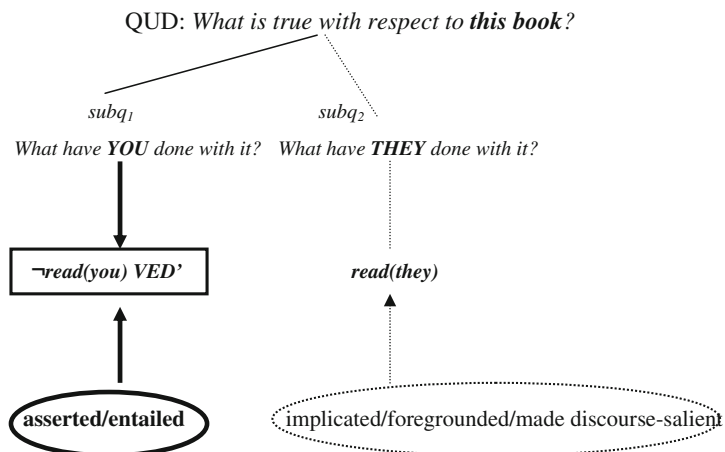 QUD: What is true with respect to this book?
subq1 subq2
What have YOU done with it? What have THEY done with it?
¬read(you) VED’ read(they)
asserted/entailed implicated/foregrounded/made discourse-salient